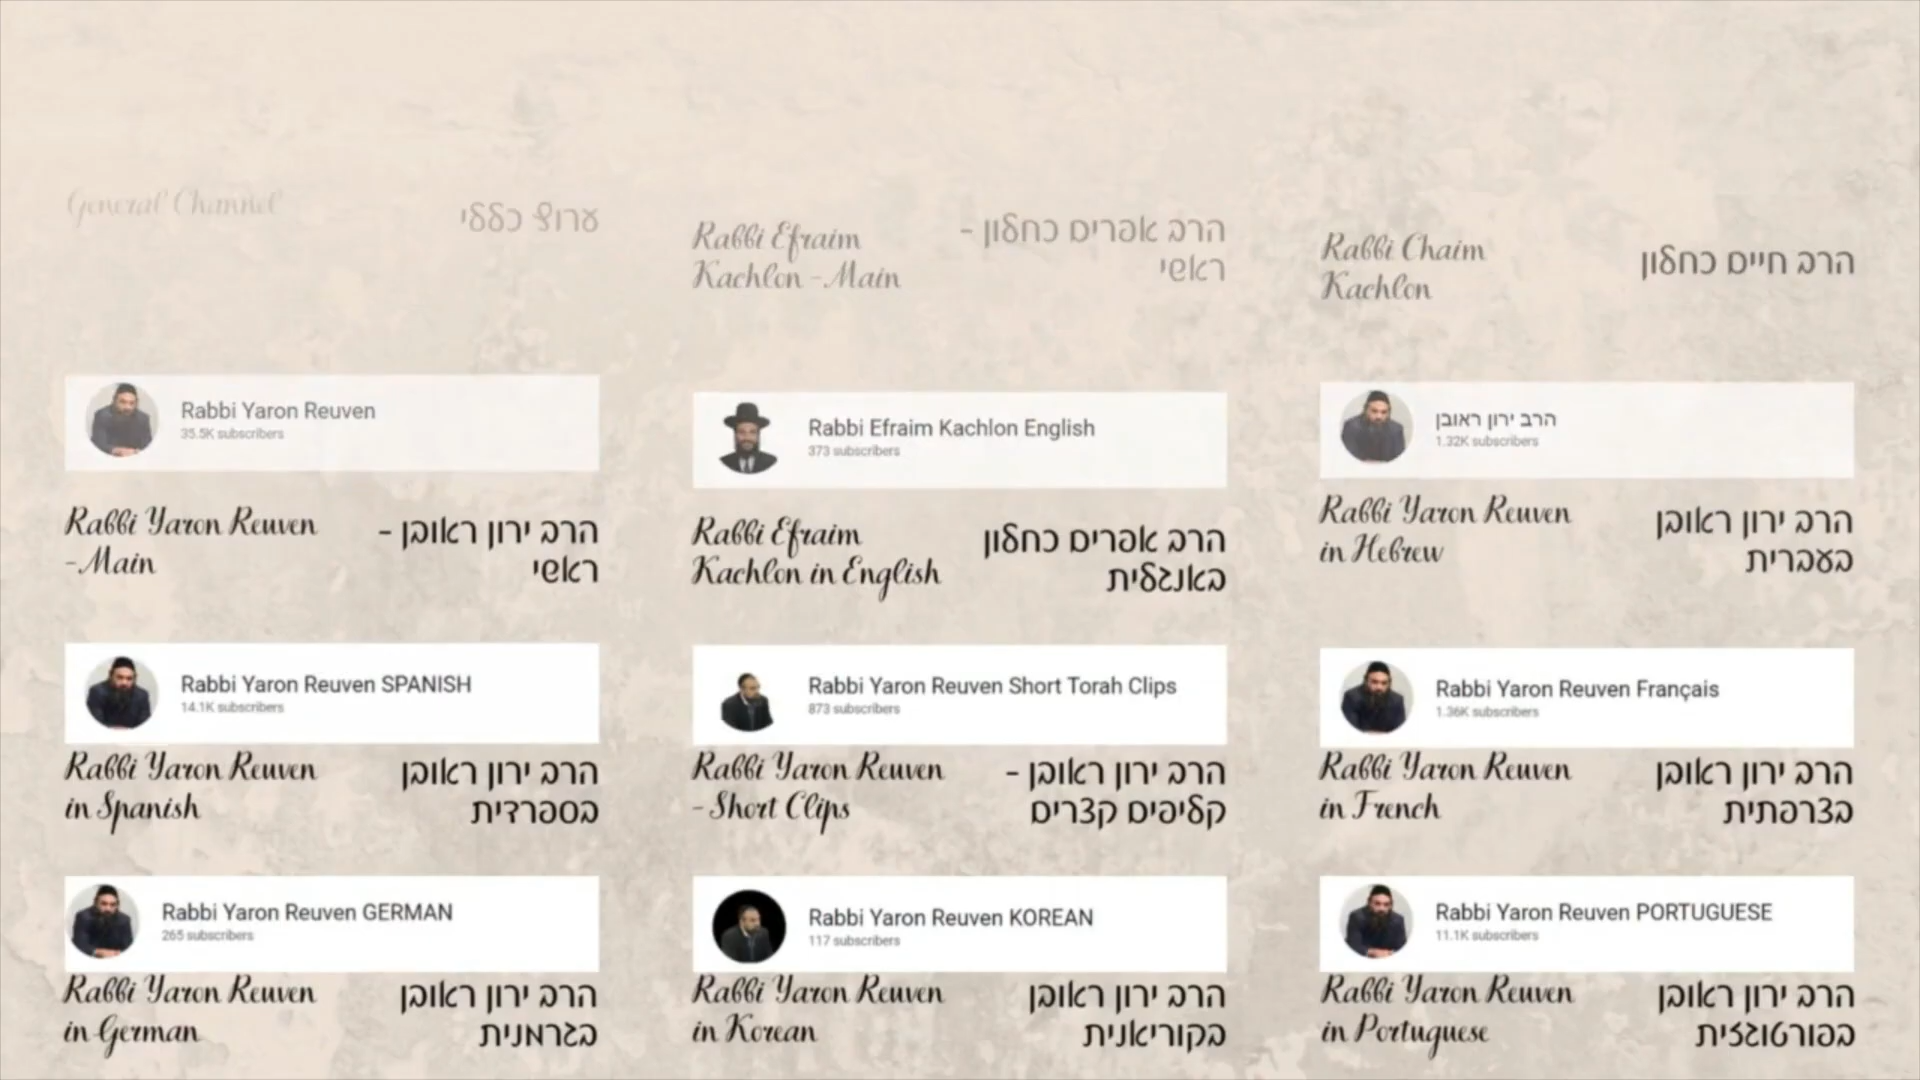 General Channel
ערוץ כללי
Rabbi Efraim
Kachlon - Main
הרב אפרים כחלון -
ראשי
Rabbi Chaim
Kachlon
הרב חיים כחלון
Rabbi Yaron Reuven
35.5K subscribers
Rabbi Yaron Reuven
- Main
הרב ירון ראובן -
ראשי
Rabbi Efraim Kachlon English
373 subscribers
Rabbi Efraim
Kachlon in English
הרב אפרים כחלון
באנגלית
הרב ירון ראובן
1.32K subscribers
Rabbi Yaron Reuven
in Hebrew
הרב ירון ראובן
בעברית
Rabbi Yaron Reuven SPANISH
14.1K subscribers
Rabbi Yaron Reuven
in Spanish
הרב ירון ראובן
בספרדית
Rabbi Yaron Reuven Short Torah Clips
873 subscribers
Rabbi Yaron Reuven
- Short Clips
הרב ירון ראובן -
קליפים קצרים
Rabbi Yaron Reuven Français
1.36K subscribers
Rabbi Yaron Reuven
in French
הרב ירון ראובן
בצרפתית
Rabbi Yaron Reuven GERMAN
265 subscribers
Rabbi Yaron Reuven
in German
הרב ירון ראובן
בגרמנית
Rabbi Yaron Reuven KOREAN
117 subscribers
Rabbi Yaron Reuven
in Korean
הרב ירון ראובן
בקוריאנית
Rabbi Yaron Reuven PORTUGUESE
11.1K subscribers
Rabbi Yaron Reuven
in Portuguese
הרב ירון ראובן
בפורטוגזית